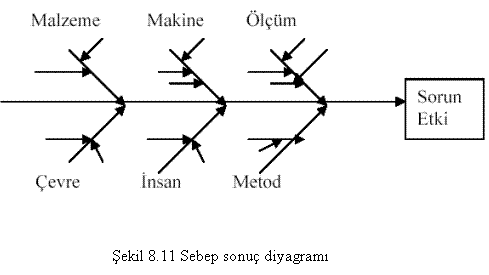 Malzeme
Makine
Ölçüm
Sorun
Etki
Çevre
İnsan
Metod
Şekil 8.11 Sebep sonuç diyagramı